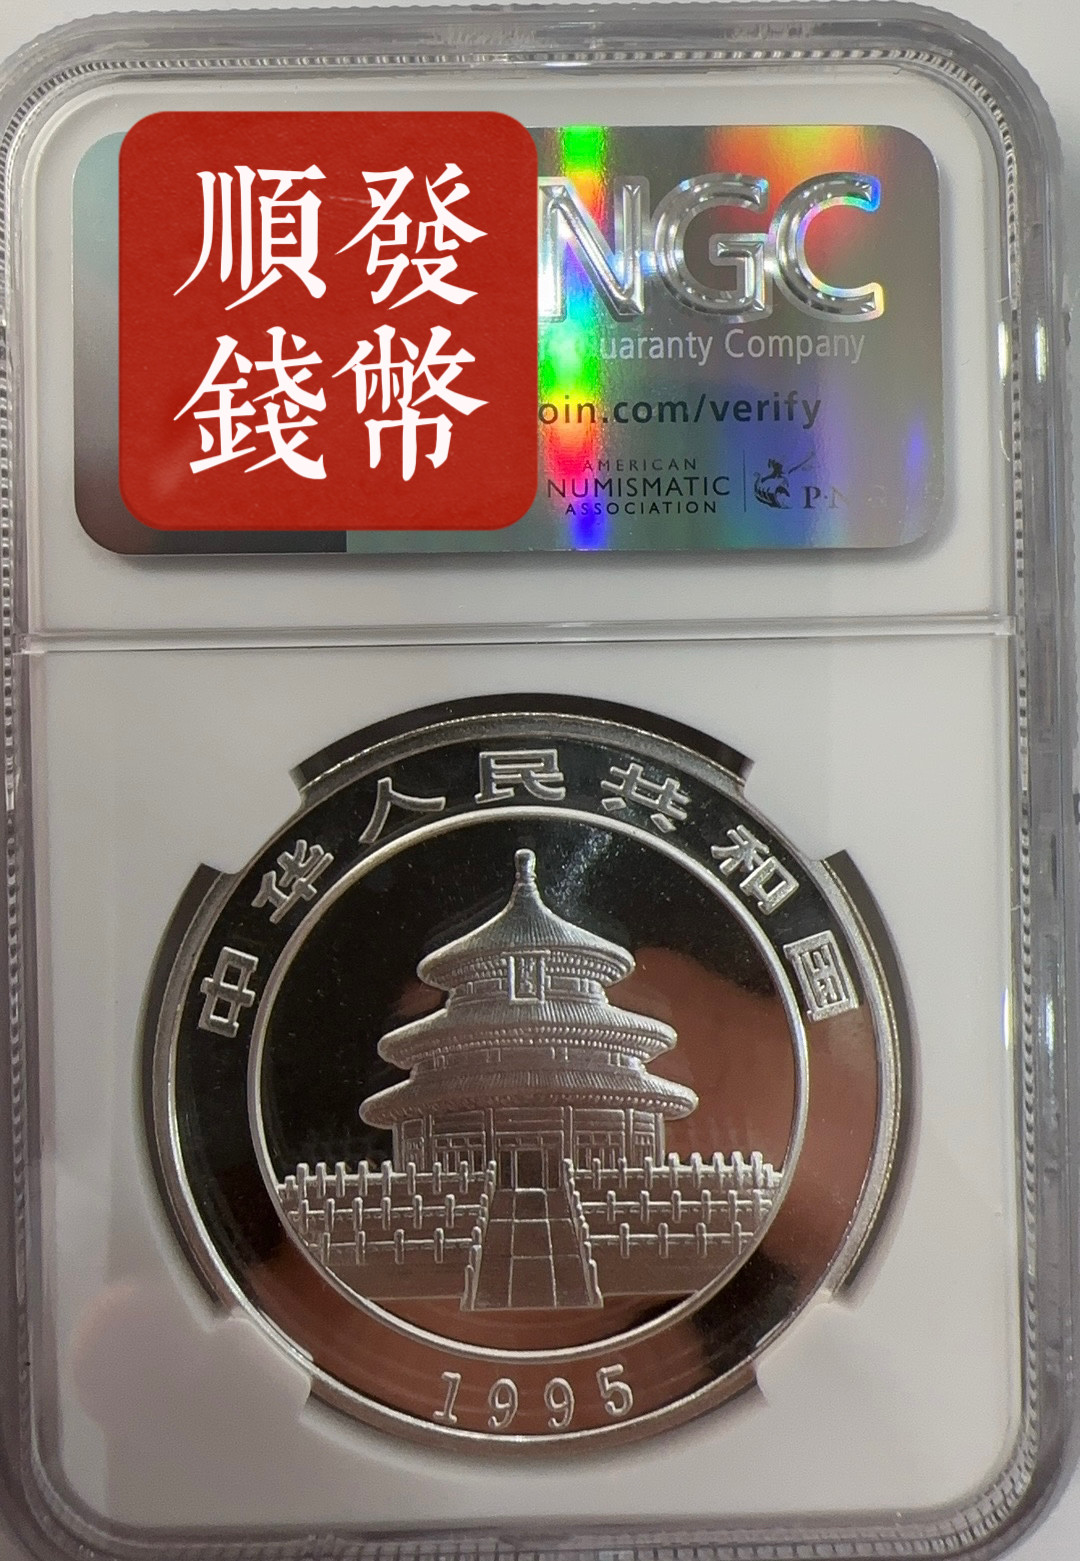 順發
錢幣
NGC
uaranty Company
oin.com/verify
AMERICAN
NUMISMATIC
ASSOCIATION
P·N
中华人民共和国
1995